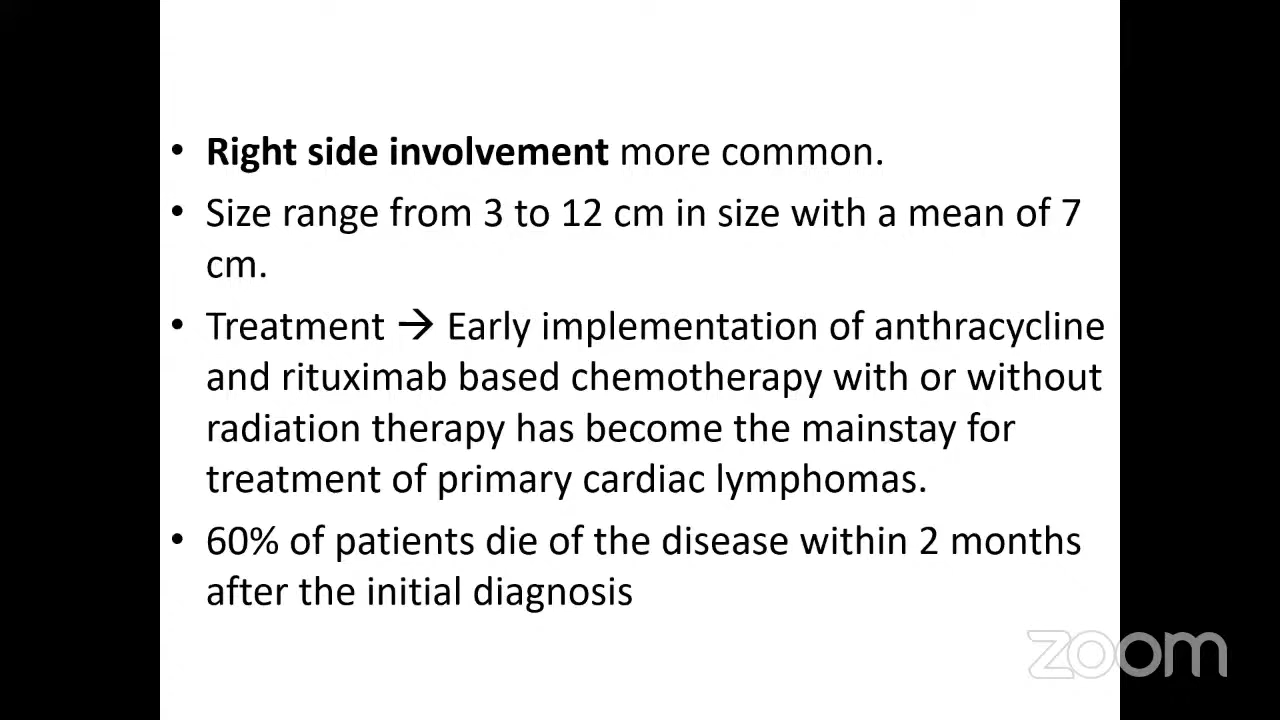 • Right side involvement more common.
• Size range from 3 to 12 cm in size with a mean of 7
cm.
• Treatment → Early implementation of anthracycline
and rituximab based chemotherapy with or without
radiation therapy has become the mainstay for
treatment of primary cardiac lymphomas.
• 60% of patients die of the disease within 2 months
after the initial diagnosis
zoom